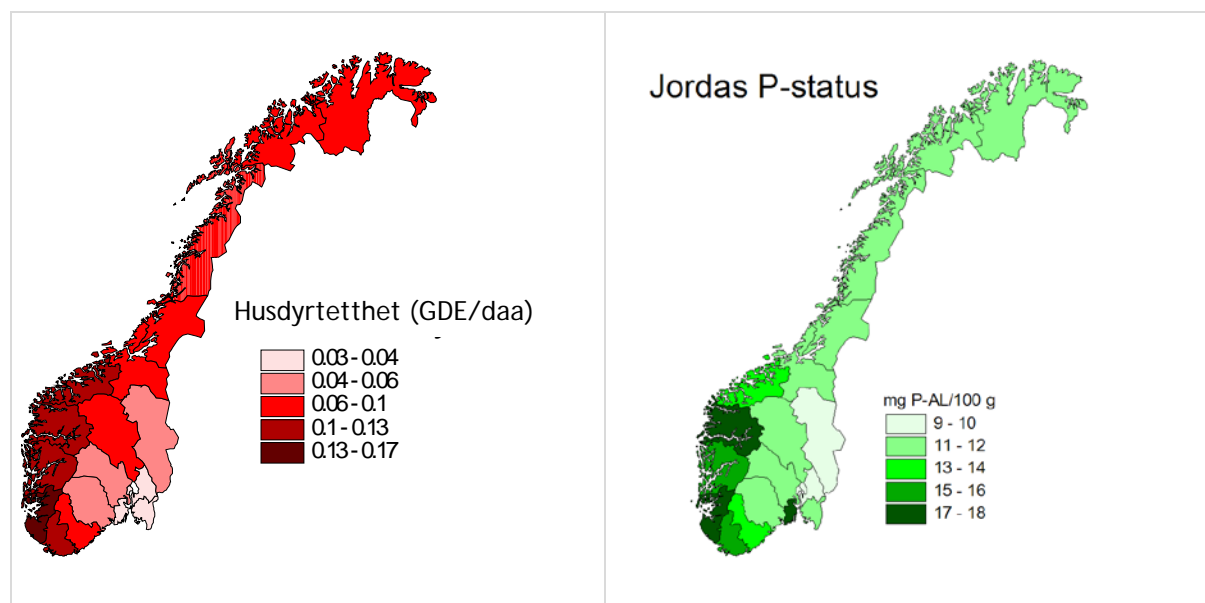 Husdyrtetthet (GDE/daa)
0.03 - 0.04
0.04 - 0.06
0.06 - 0.1
0.1 - 0.13
0.13 - 0.17
Jordas P-status
mg P-AL/100 g
9 - 10
11 - 12
13 - 14
15 - 16
17 - 18